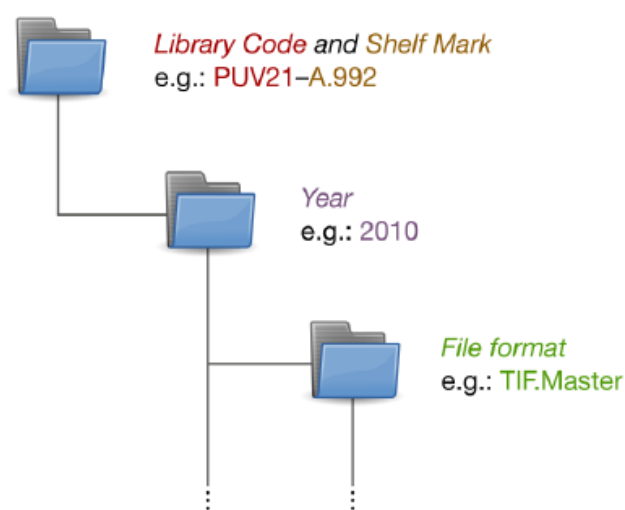 Library Code and Shelf Mark
e.g.: PUV21–A.992
Year
e.g.: 2010
File format
e.g.: TIF.Master